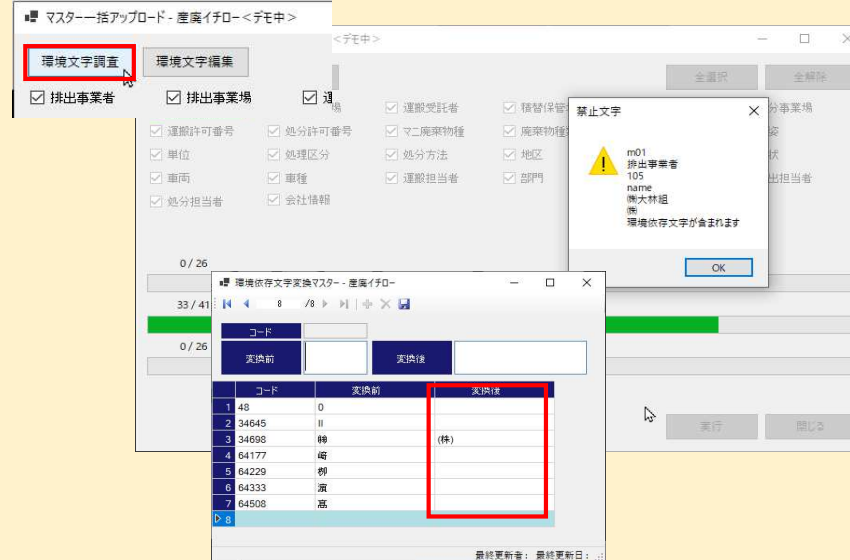 マスター一括アップロード - 産廃イチロー<デモ中>
環境文字調査
環境文字編集
排出事業者
排出事業場
運
<デモ中>
全選択
全解除
場
運搬受託者
積替保管
分事業場
運搬許可番号
処分許可番号
マニ廃棄物種
廃棄物種
姿
単位
処理区分
処分方法
地区
状
車両
車種
運搬担当者
部門
出担当者
処分担当者
会社情報
禁止文字
m01
排出事業者
105
name
㈱大林組
㈱
環境依存文字が含まれます
OK
0 / 26
33 / 41
0 / 26
環境依存文字変換マスター - 産廃イチロー
8
/8
コード
変換前
変換後
コード
変換前
変換後
1
48
0
2
34645
II
3
34698
㈱
(株)
4
64177
﨑
5
64229
栁
6
64333
濵
7
64508
髙
8
最終更新者:
最終更新日:
実行
閉じる